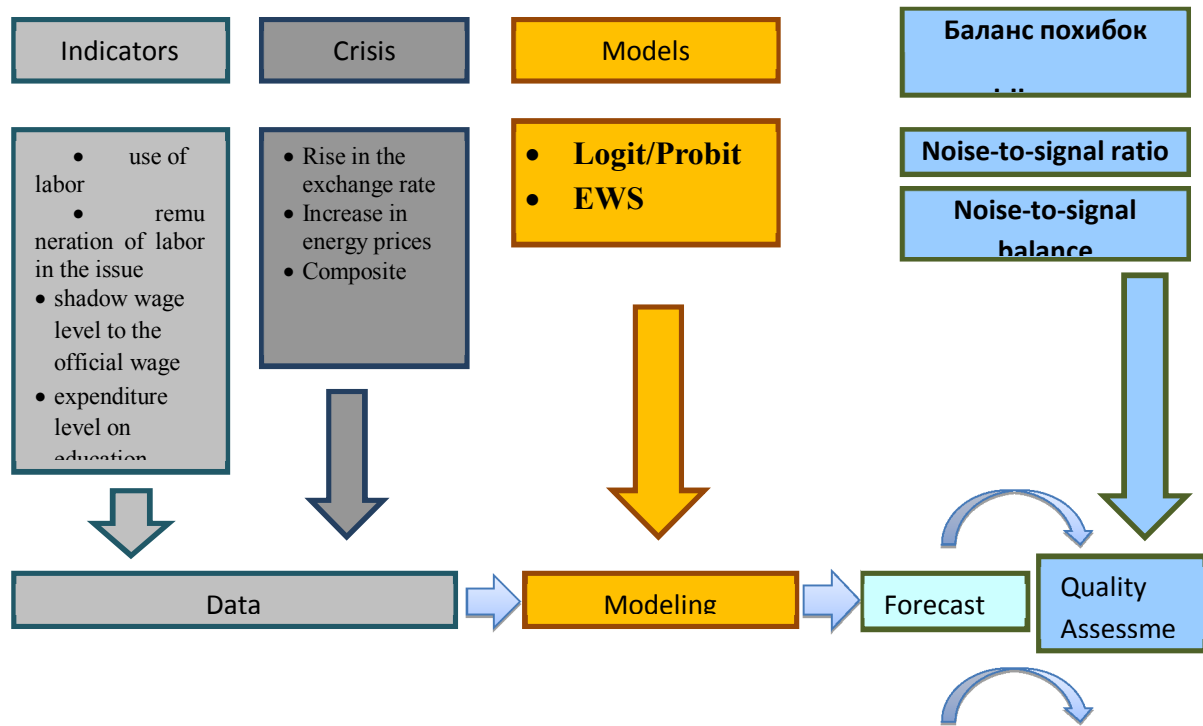 Indicators
Crisis
Models
Баланс похибок
• use of
labor
• remu
neration of labor
in the issue
• shadow wage
level to the
official wage
• expenditure
level on
education
• Rise in the
exchange rate
• Increase in
energy prices
• Composite
• Logit/Probit
• EWS
Noise-to-signal ratio
Noise-to-signal
balance
Data
Modeling
Forecast
Quality
Assessme